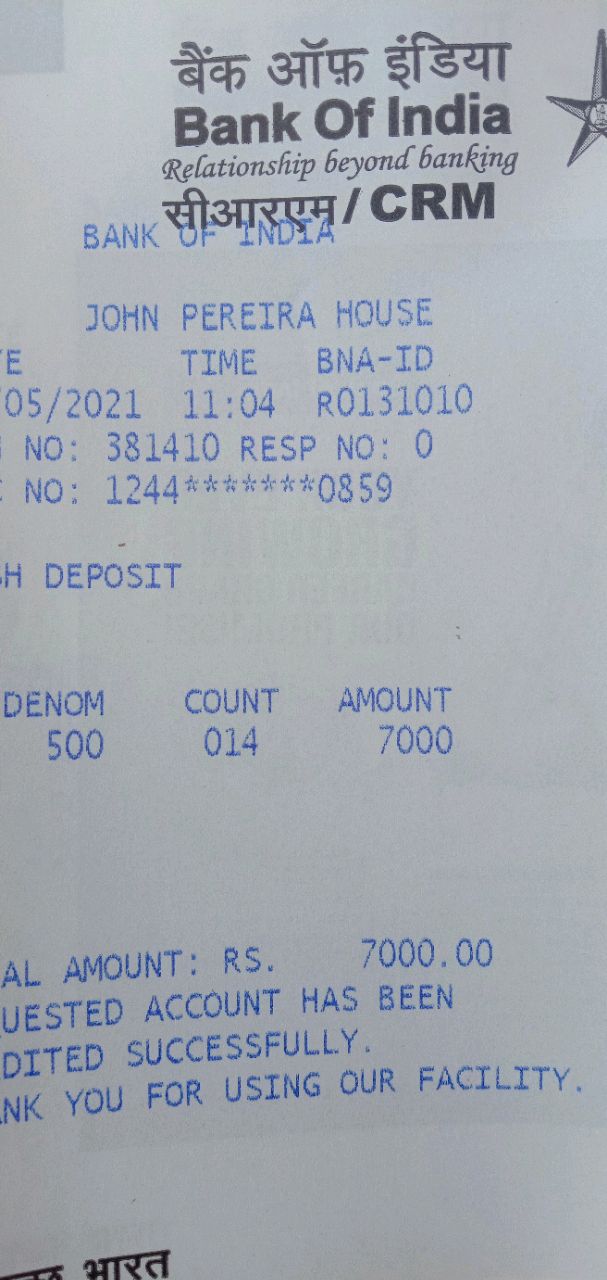 बैंक ऑफ़ इंडिया
Bank Of India
Relationship beyond banking
सीआरएम / CRM
BANK OF INDIA
JOHN PEREIRA HOUSE
E TIME BNA-ID
/05/2021 11:04 R0131010
NO: 381410 RESP NO: 0
NO: 1244*******0859
H DEPOSIT
DENOM COUNT AMOUNT
500 014 7000
AL AMOUNT: RS. 7000.00
UESTED ACCOUNT HAS BEEN
DITED SUCCESSFULLY.
NK YOU FOR USING OUR FACILITY.
भारत